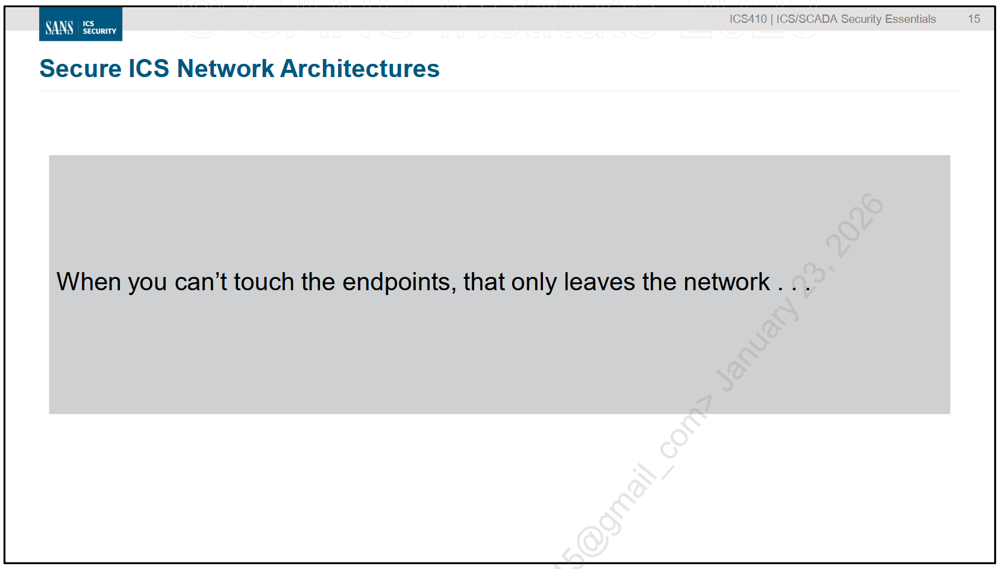 © SANS Institute 2026
SANS ICS SECURITY
ICS410 | ICS/SCADA Security Essentials 15
Secure ICS Network Architectures
When you can’t touch the endpoints, that only leaves the network . . .
15@gmail_com> January 23, 2026